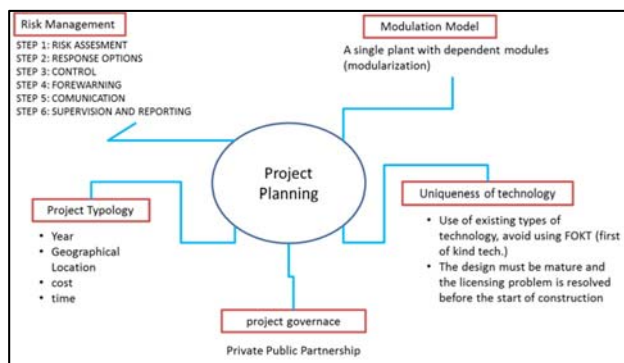 Risk Management
STEP 1: RISK ASSESMENT
STEP 2: RESPONSE OPTIONS
STEP 3: CONTROL
STEP 4: FOREWARNING
STEP 5: COMUNICATION
STEP 6: SUPERVISION AND REPORTING
Modulation Model
A single plant with dependent modules
(modularization)
Project
Planning
Project Typology
• Year
• Geographical
Location
• cost
• time
Uniqueness of technology
• Use of existing types of
technology, avoid using FOKT (first
of kind tech.)
• The design must be mature and
the licensing problem is resolved
before the start of construction
project governace
Private Public Partnership